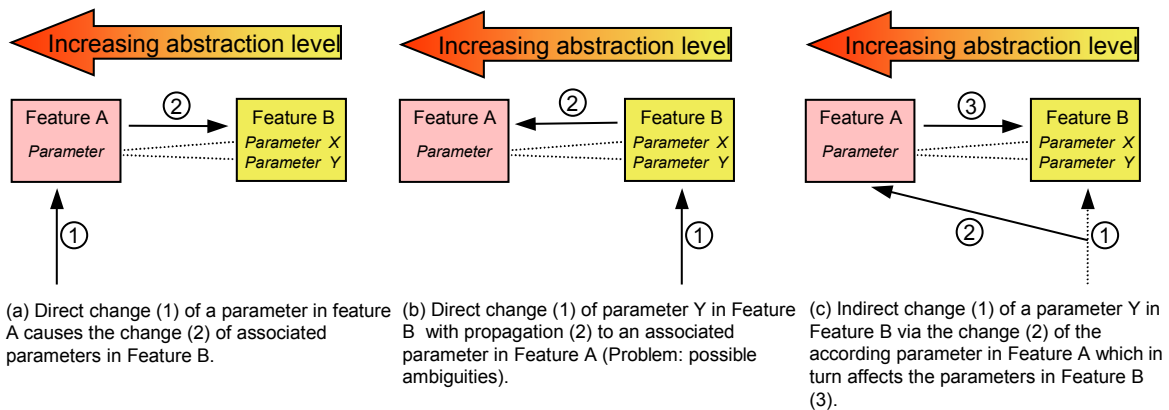 Increasing abstraction level
Feature A
Parameter
2
Feature B
Parameter X
Parameter Y
1
(a) Direct change (1) of a parameter in feature
A causes the change (2) of associated
parameters in Feature B.
Increasing abstraction level
Feature A
Parameter
2
Feature B
Parameter X
Parameter Y
1
(b) Direct change (1) of parameter Y in Feature
B with propagation (2) to an associated
parameter in Feature A (Problem: possible
ambiguities).
Increasing abstraction level
Feature A
Parameter
3
Feature B
Parameter X
Parameter Y
2
1
(c) Indirect change (1) of a parameter Y in
Feature B via the change (2) of the
according parameter in Feature A which in
turn affects the parameters in Feature B
(3).